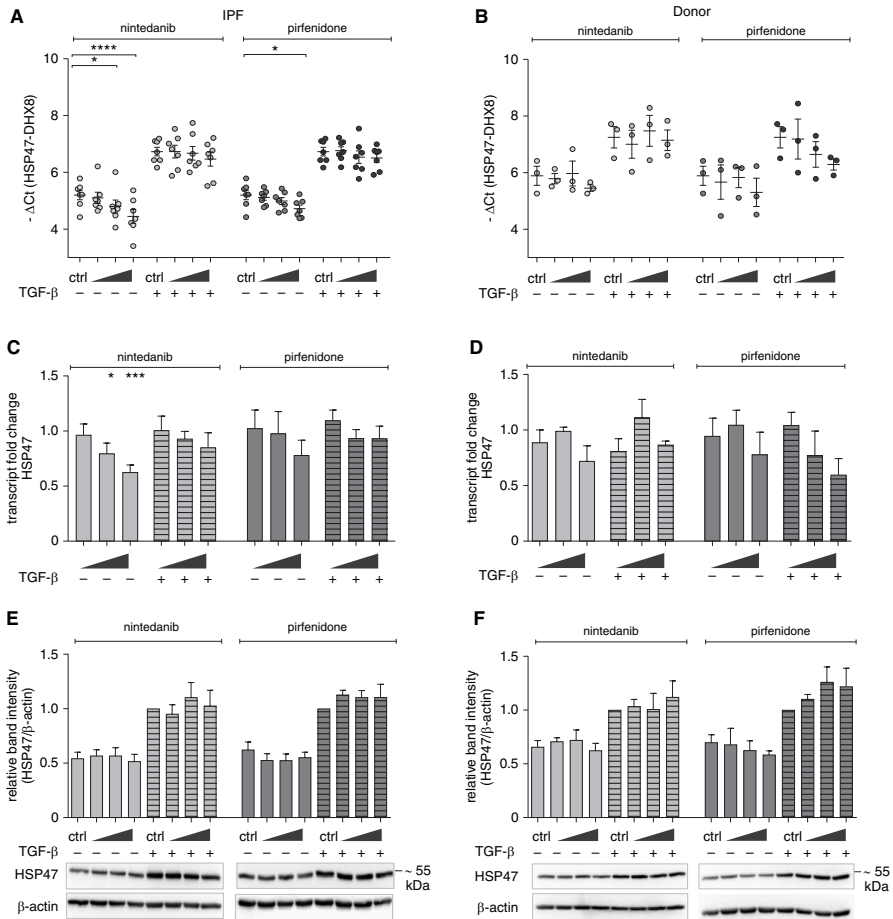 A
IPF
nintedanib
pirfenidone
****
*
*
- ΔCt (HSP47-DHX8)
10
8
6
4
ctrl
ctrl
ctrl
ctrl
TGF-β
– – – – + + + + – – – – + + + +
B
Donor
nintedanib
pirfenidone
- ΔCt (HSP47-DHX8)
10
8
6
4
ctrl
ctrl
ctrl
ctrl
TGF-β
– – – – + + + + – – – – + + + +
C
nintedanib
pirfenidone
* ***
transcript fold change
HSP47
1.5
1.0
0.5
0
TGF-β
– – – + + + – – – + + +
D
nintedanib
pirfenidone
transcript fold change
HSP47
1.5
1.0
0.5
0
TGF-β
– – – + + + – – – + + +
E
nintedanib
pirfenidone
relative band intensity
(HSP47/β-actin)
1.5
1.0
0.5
0
ctrl
ctrl
ctrl
ctrl
TGF-β
– – – – + + + + – – – – + + + +
HSP47
~ 55
kDa
β-actin
F
nintedanib
pirfenidone
relative band intensity
(HSP47/β-actin)
1.5
1.0
0.5
0
ctrl
ctrl
ctrl
ctrl
TGF-β
– – – – + + + + – – – – + + + +
HSP47
~ 55
kDa
β-actin